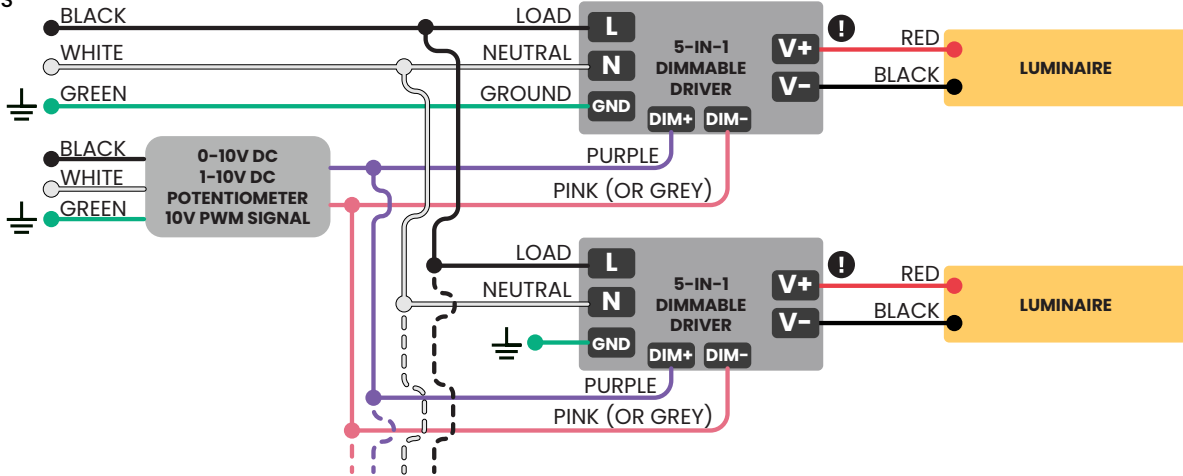 S
BLACK
LOAD
L
5-IN-1
DIMMABLE
DRIVER
V+
!
RED
LUMINAIRE
WHITE
NEUTRAL
N
V-
BLACK
GREEN
GROUND
GND
DIM+
DIM-
BLACK
WHITE
GREEN
0-10V DC
1-10V DC
POTENTIOMETER
10V PWM SIGNAL
PURPLE
PINK (OR GREY)
LOAD
L
5-IN-1
DIMMABLE
DRIVER
V+
!
RED
LUMINAIRE
NEUTRAL
N
V-
BLACK
GND
DIM+
DIM-
PURPLE
PINK (OR GREY)